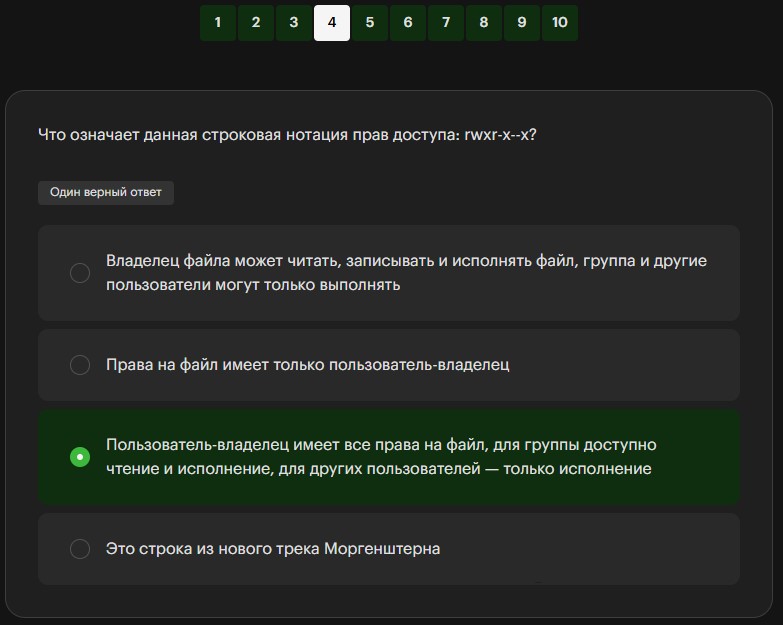 1 2 3 4 5 6 7 8 9 10
Что означает данная строковая нотация прав доступа: rwxr-x--x?
Один верный ответ
Владелец файла может читать, записывать и исполнять файл, группа и другие
пользователи могут только выполнять
Права на файл имеет только пользователь-владелец
Пользователь-владелец имеет все права на файл, для группы доступно
чтение и исполнение, для других пользователей — только исполнение
Это строка из нового трека Моргенштерна